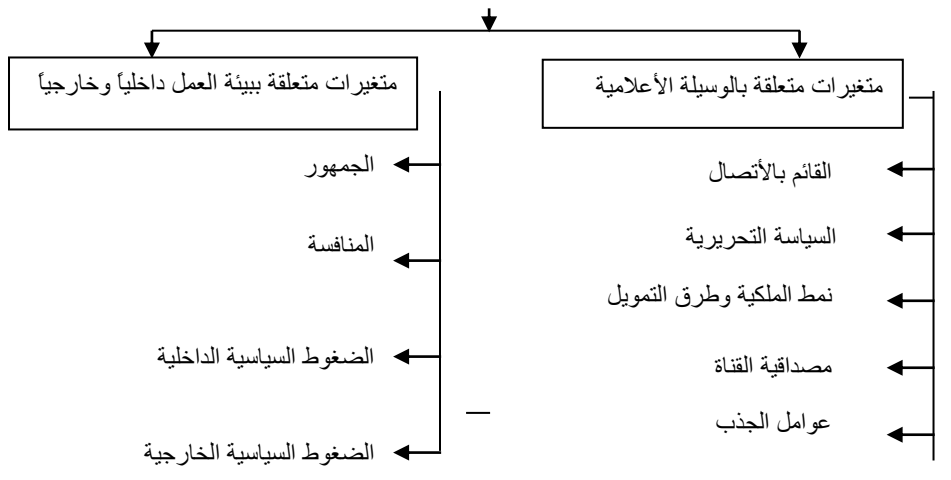 متغيرات متعلقة بالوسيلة الأعلامية
القائم بالأتصال
السياسة التحريرية
نمط الملكية وطرق التمويل
مصداقية القناة
عوامل الجذب
متغيرات متعلقة ببيئة العمل داخلياً وخارجياً
الجمهور
المنافسة
الضغوط السياسية الداخلية
الضغوط السياسية الخارجية